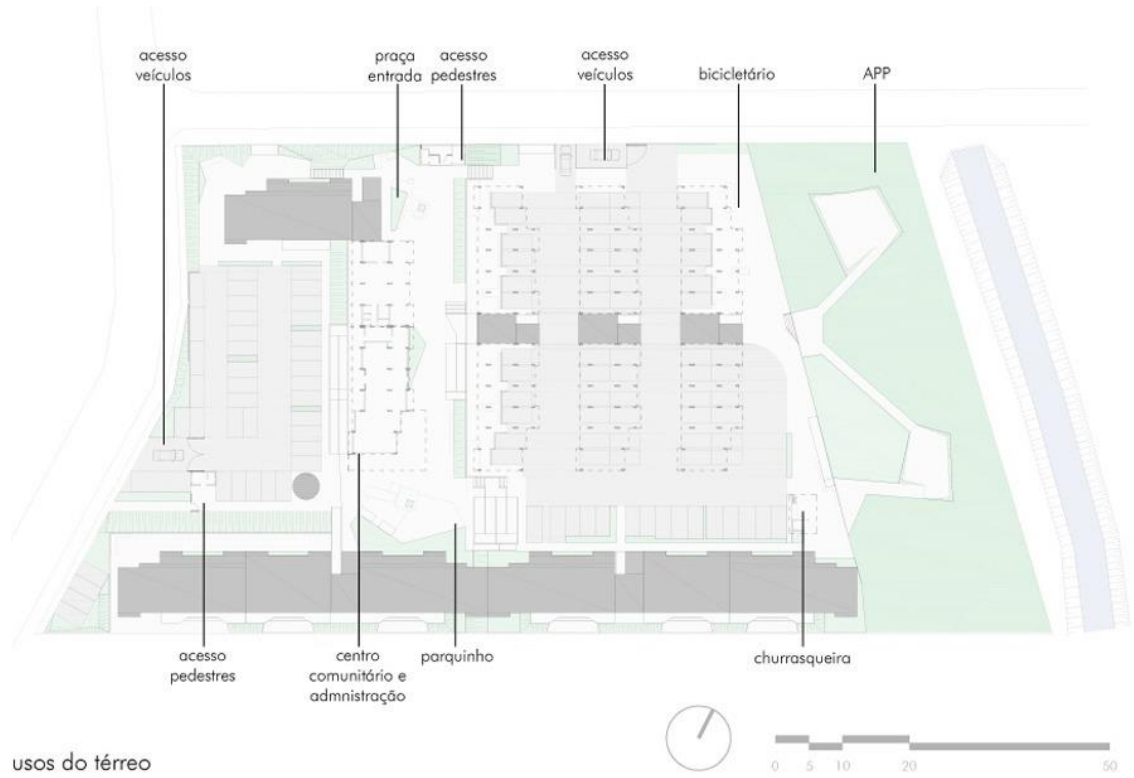 acesso
veículos
praça
entrada
acesso
pedestres
acesso
veículos
bicicletário
APP
acesso
pedestres
centro
comunitário e
admnistração
parquinho
churrasqueira
usos do térreo
0 5 10 20 50